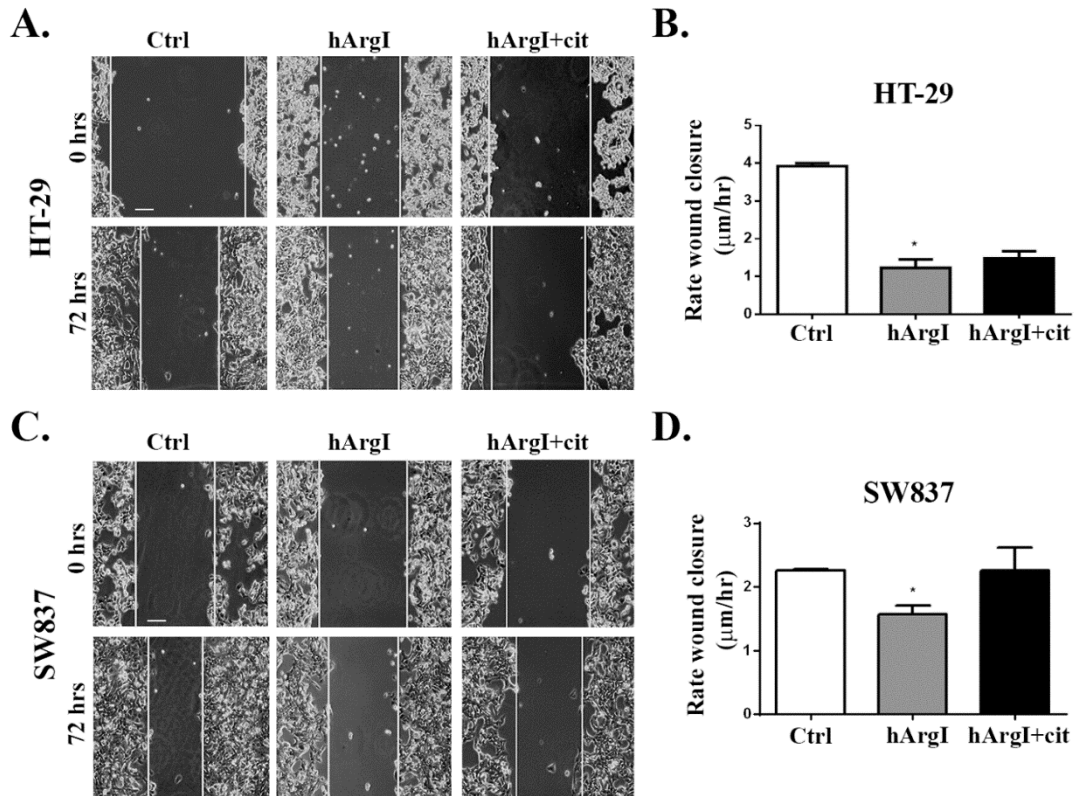 A.
Ctrl hArgI hArgI+cit
HT-29
0 hrs
72 hrs
B.
HT-29
Rate wound closure
(μm/hr)
4
3
2
1
0
*
Ctrl hArgI hArgI+cit
C.
Ctrl hArgI hArgI+cit
SW837
0 hrs
72 hrs
D.
SW837
Rate wound closure
(μm/hr)
3
2
1
0
*
Ctrl hArgI hArgI+cit